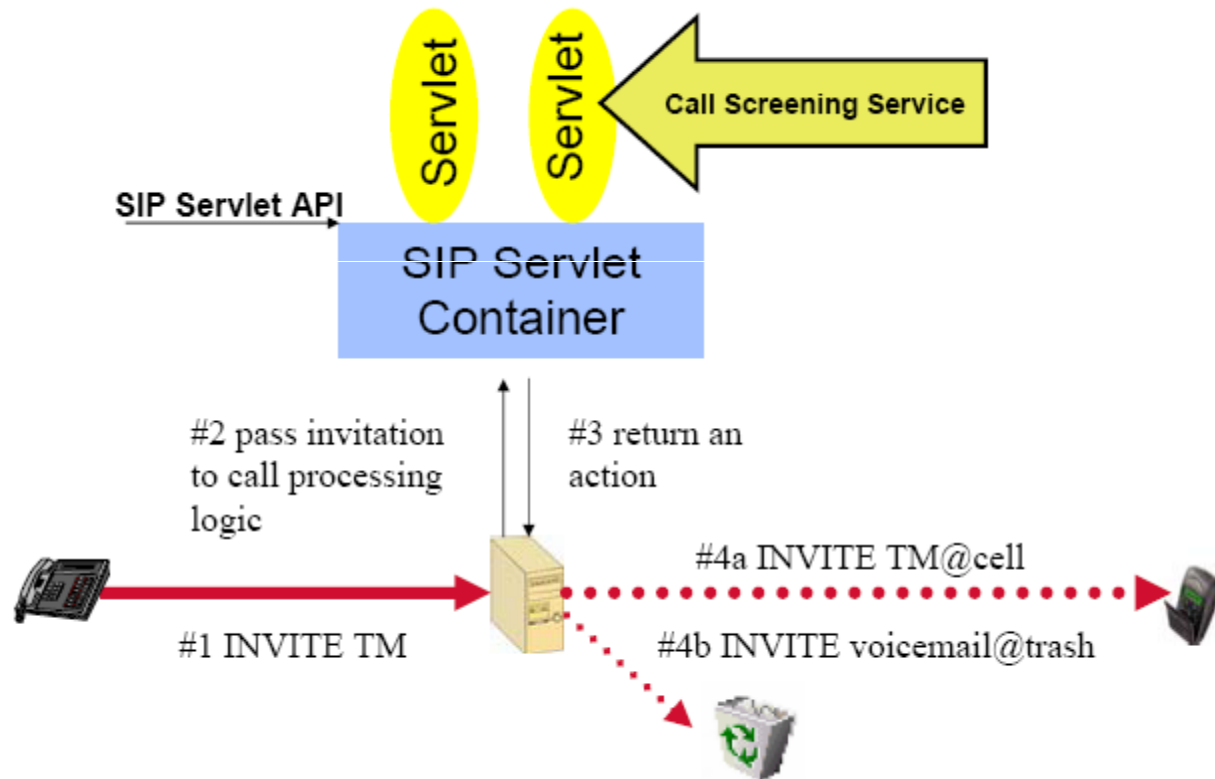 Servlet
Servlet
Call Screening Service
SIP Servlet API
SIP Servlet
Container
#2 pass invitation
to call processing
logic
#3 return an
action
#4a INVITE TM@cell
#1 INVITE TM
#4b INVITE voicemail@trash